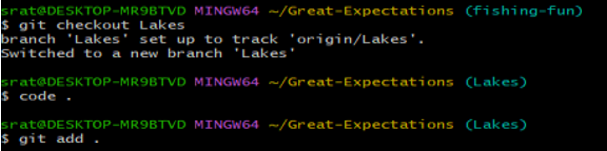 srat@DESKTOP-MR9BTVD MINGW64 ~/Great-Expectations (fishing-fun)
$ git checkout Lakes
branch 'Lakes' set up to track 'origin/Lakes'.
Switched to a new branch 'Lakes'
srat@DESKTOP-MR9BTVD MINGW64 ~/Great-Expectations (Lakes)
$ code .
srat@DESKTOP-MR9BTVD MINGW64 ~/Great-Expectations (Lakes)
$ git add .